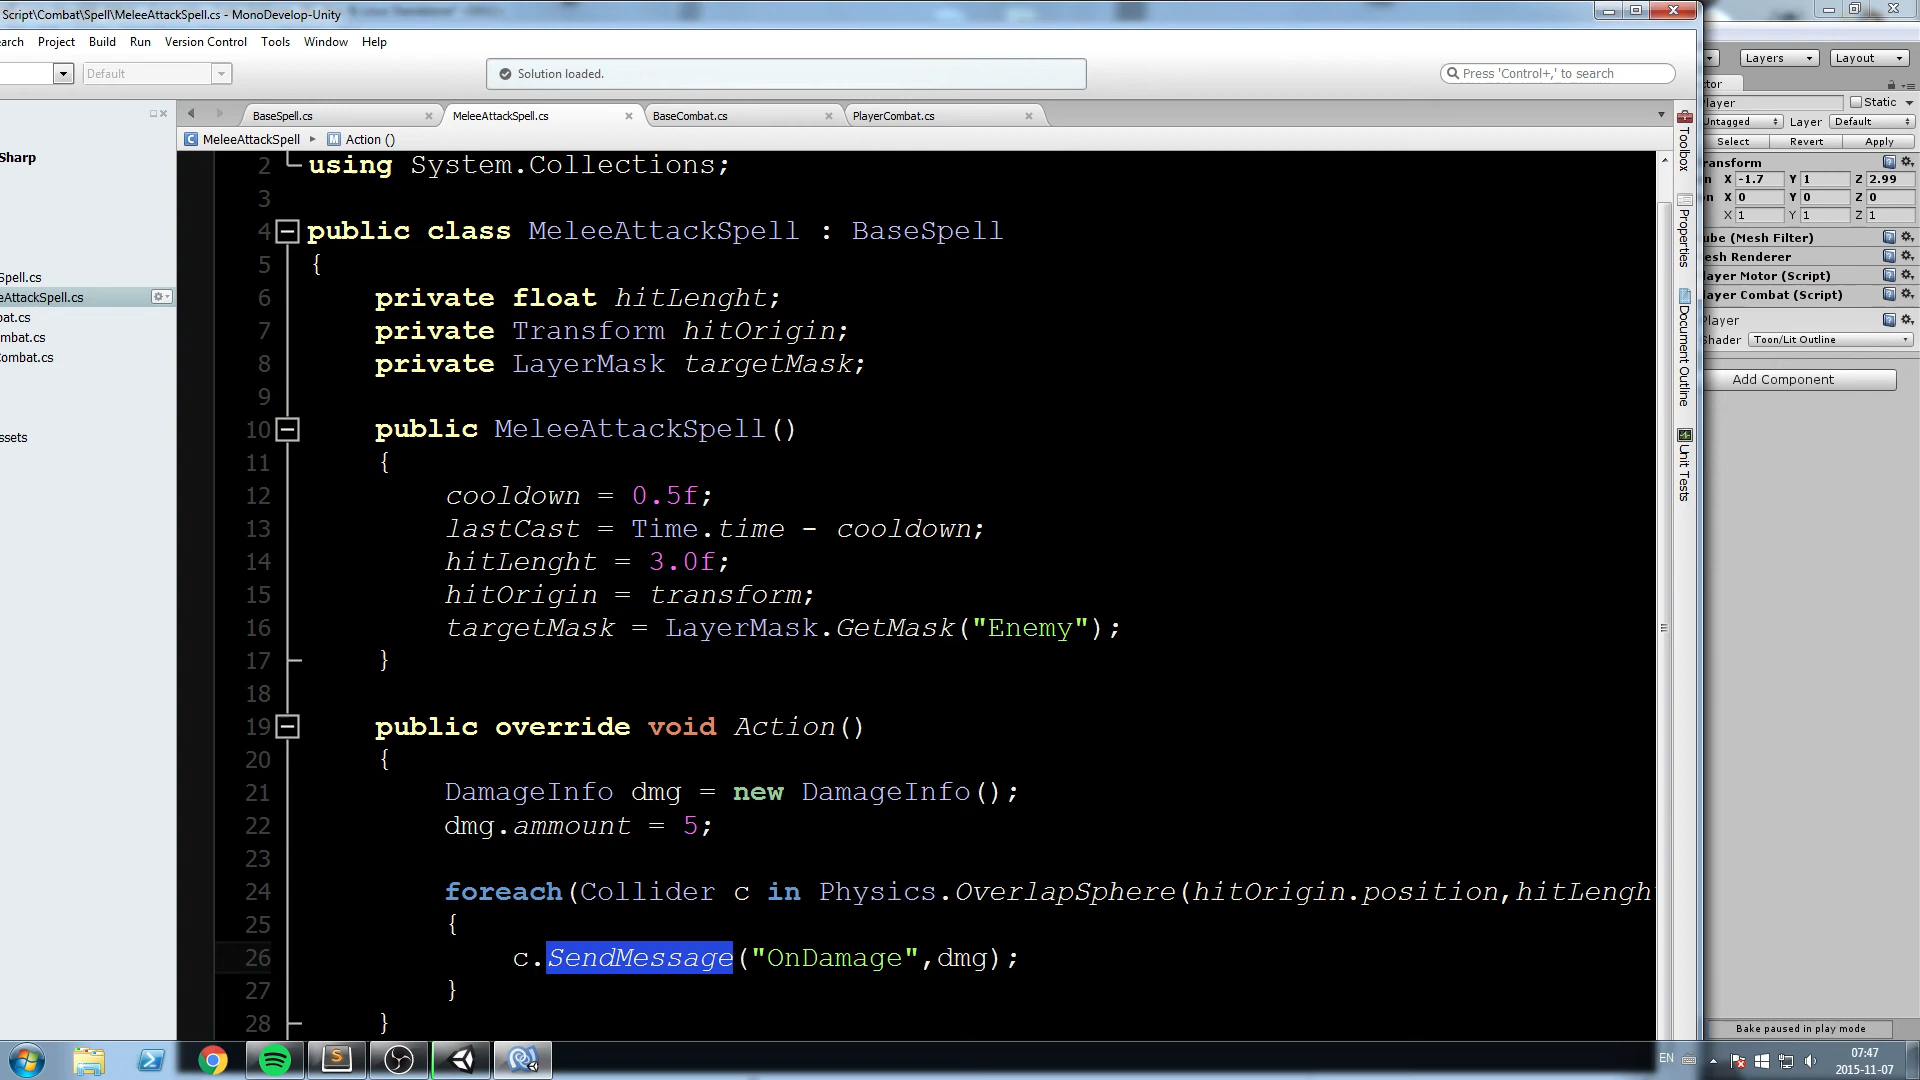 Script\Combat\Spell\MeleeAttackSpell.cs - MonoDevelop-Unity
earch Project Build Run Version Control Tools Window Help
Default
Solution loaded.
Press 'Control+,' to search
BaseSpell.cs
MeleeAttackSpell.cs
BaseCombat.cs
PlayerCombat.cs
MeleeAttackSpell
Action ()
Sharp
Spell.cs
eAttackSpell.cs
bat.cs
mbat.cs
Combat.cs
ssets
2 using System.Collections;
3
4 public class MeleeAttackSpell : BaseSpell
5 {
6 private float hitLenght;
7 private Transform hitOrigin;
8 private LayerMask targetMask;
9
10 public MeleeAttackSpell()
11 {
12 cooldown = 0.5f;
13 lastCast = Time.time - cooldown;
14 hitLenght = 3.0f;
15 hitOrigin = transform;
16 targetMask = LayerMask.GetMask("Enemy");
17 }
18
19 public override void Action()
20 {
21 DamageInfo dmg = new DamageInfo();
22 dmg.ammount = 5;
23
24 foreach(Collider c in Physics.OverlapSphere(hitOrigin.position,hitLengh
25 {
26 c.SendMessage("OnDamage",dmg);
27 }
28 }
Toolbox
Properties
Document Outline
Unit Tests
Layers
Layout
ctor
Player
Static
Untagged
Layer Default
Select Revert Apply
ransform
n X -1.7 Y 1 Z 2.99
n X 0 Y 0 Z 0
X 1 Y 1 Z 1
ube (Mesh Filter)
esh Renderer
layer Motor (Script)
layer Combat (Script)
Player
Shader Toon/Lit Outline
Add Component
Bake paused in play mode
EN
07:47
2015-11-07